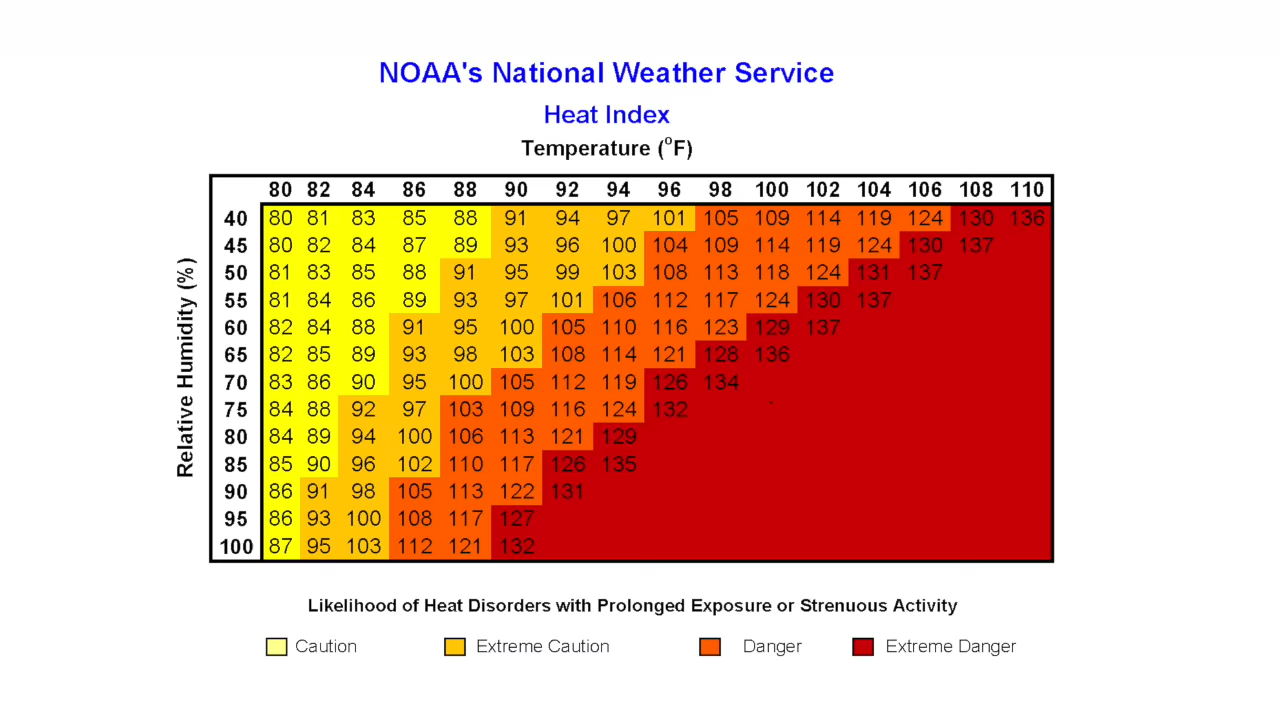 NOAA's National Weather Service
Heat Index
Temperature (°F)
80 82 84 86 88 90 92 94 96 98 100 102 104 106 108 110
Relative Humidity (%)
40 80 81 83 85 88 91 94 97 101 105 109 114 119 124 130 136
45 80 82 84 87 89 93 96 100 104 109 114 119 124 130 137
50 81 83 85 88 91 95 99 103 108 113 118 124 131 137
55 81 84 86 89 93 97 101 106 112 117 124 130 137
60 82 84 88 91 95 100 105 110 116 123 129 137
65 82 85 89 93 98 103 108 114 121 128 136
70 83 86 90 95 100 105 112 119 126 134
75 84 88 92 97 103 109 116 124 132
80 84 89 94 100 106 113 121 129
85 85 90 96 102 110 117 126 135
90 86 91 98 105 113 122 131
95 86 93 100 108 117 127
100 87 95 103 112 121 132
Likelihood of Heat Disorders with Prolonged Exposure or Strenuous Activity
Caution Extreme Caution Danger Extreme Danger